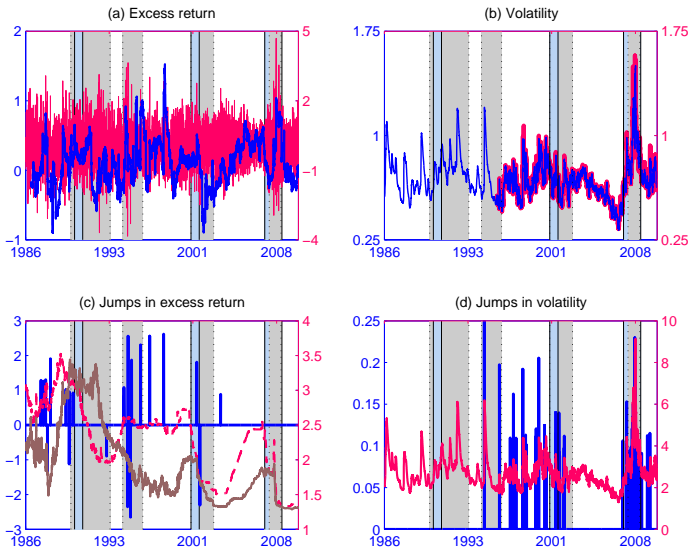 (a) Excess return
2 5
1 2
0 −1
−1 −4
1986 1993 2001 2008
(b) Volatility
1.75 1.75
1 1
0.25 0.25
1986 2001 2008
(c) Jumps in excess return
3 4
2 3.5
1 3
0 2.5
−1 2
−2 1.5
−3 1
1986 1993 2001 2008
(d) Jumps in volatility
0.25 10
0.2 8
0.15 6
0.1 4
0.05 2
0 0
1986 1993 2001 2008